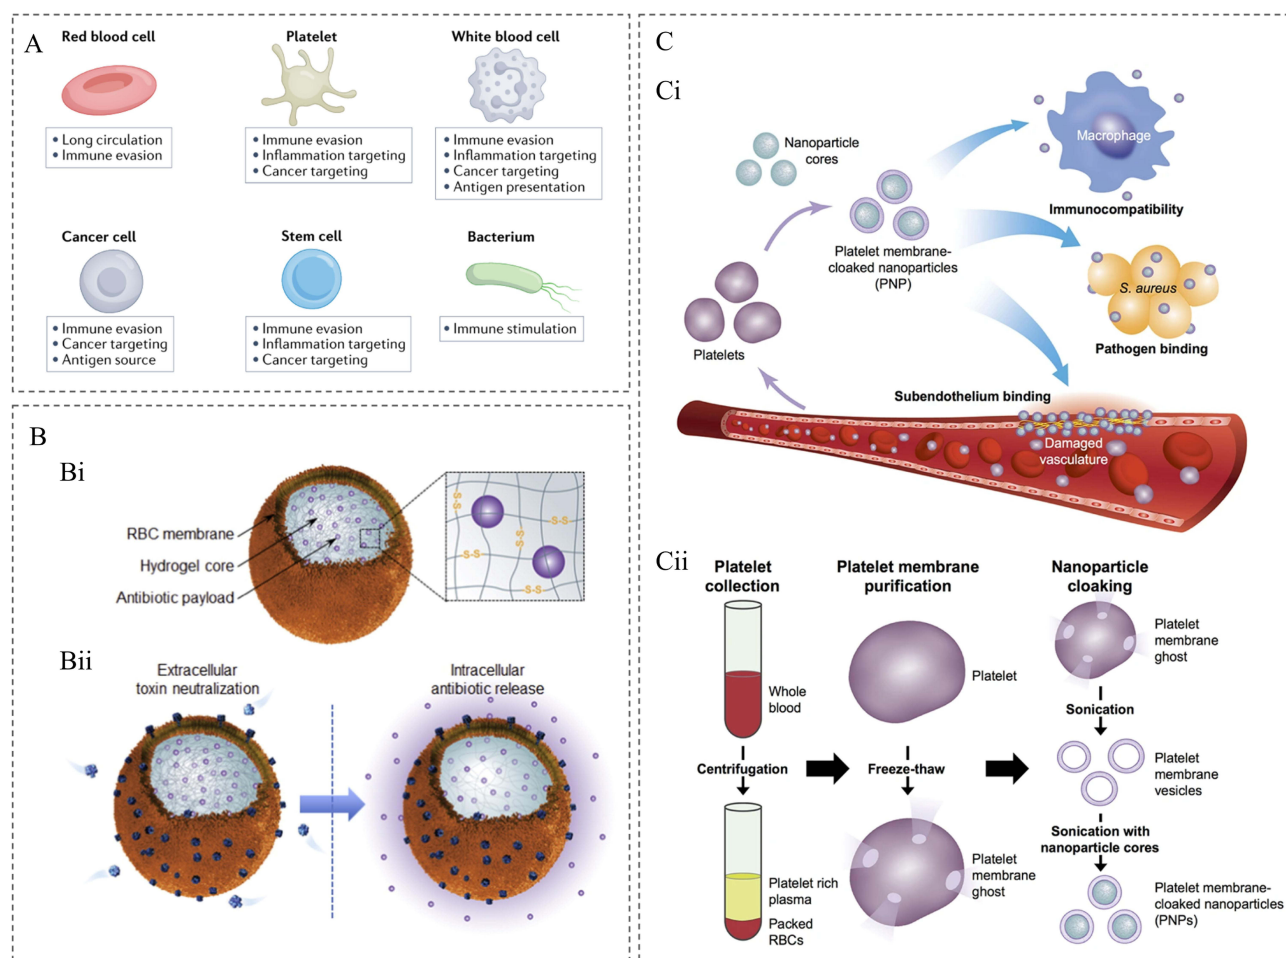 A
Red blood cell
• Long circulation
• Immune evasion
Platelet
• Immune evasion
• Inflammation targeting
• Cancer targeting
White blood cell
• Immune evasion
• Inflammation targeting
• Cancer targeting
• Antigen presentation
Cancer cell
• Immune evasion
• Cancer targeting
• Antigen source
Stem cell
• Immune evasion
• Inflammation targeting
• Cancer targeting
Bacterium
• Immune stimulation
B
Bi
RBC membrane
Hydrogel core
Antibiotic payload
-S-S-
-S-S-
-S-S-
-S-S-
-S-S-
Bii
Extracellular
toxin neutralization
Intracellular
antibiotic release
C
Ci
Nanoparticle
cores
Platelet membrane-
cloaked nanoparticles
(PNP)
Platelets
Macrophage
Immunocompatibility
S. aureus
Pathogen binding
Subendothelium binding
Damaged
vasculature
Cii
Platelet
collection
Whole
blood
Centrifugation
Platelet rich
plasma
Packed
RBCs
Platelet membrane
purification
Platelet
Freeze-thaw
Platelet
membrane
ghost
Nanoparticle
cloaking
Platelet
membrane
ghost
Sonication
Platelet
membrane
vesicles
Sonication with
nanoparticle cores
Platelet membrane-
cloaked nanoparticles
(PNPs)